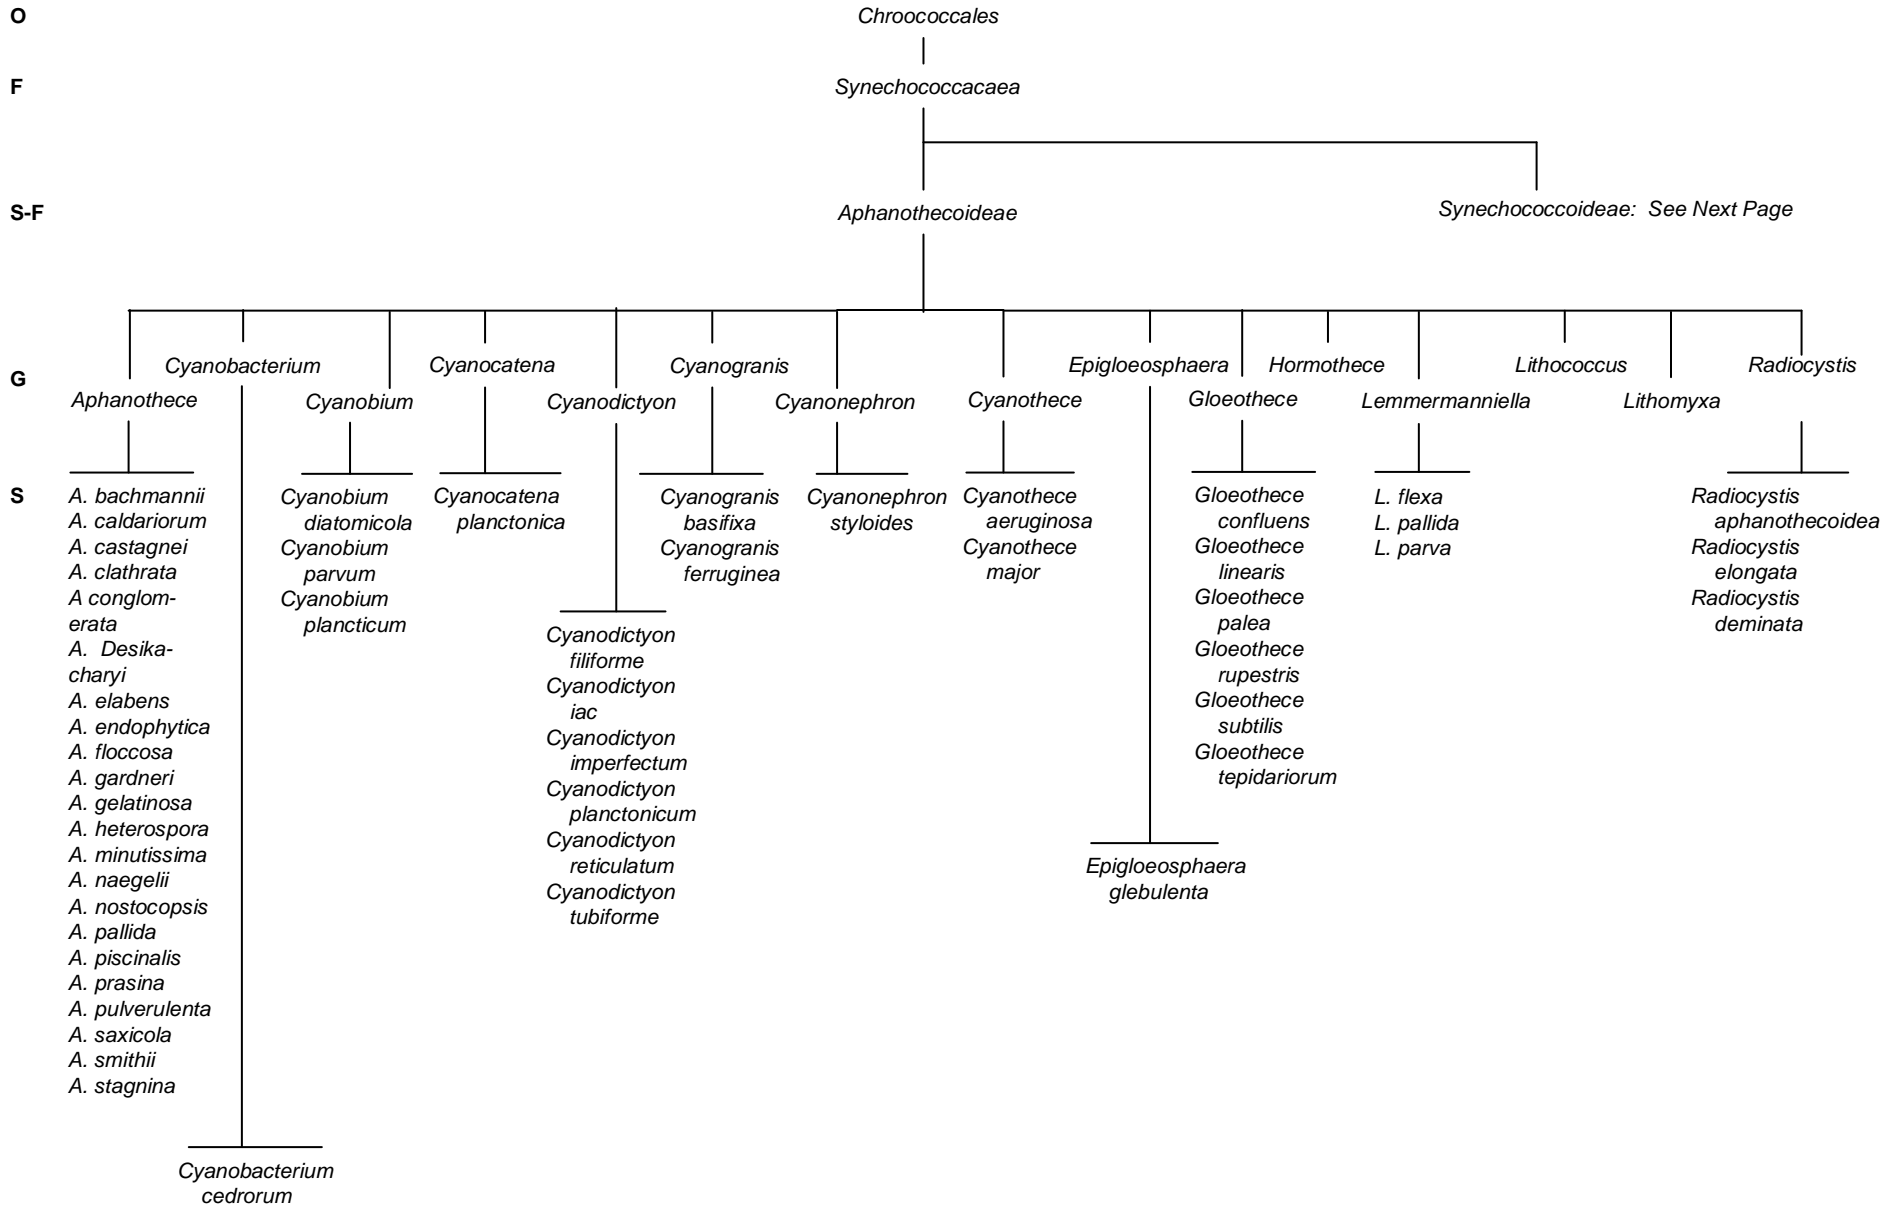 O
Chroococcales
F
Synechococcacaea
S-F
Aphanothecoideae
Synechococcoideae: See Next Page
G
Cyanobacterium
Cyanocatena
Cyanogranis
Epigloeosphaera
Hormothece
Lithococcus
Radiocystis
Aphanothece
Cyanobium
Cyanodictyon
Cyanonephron
Cyanothece
Gloeothece
Lemmermanniella
Lithomyxa
S
A. bachmannii
A. caldariorum
A. castagnei
A. clathrata
A conglom-
erata
A. Desika-
charyi
A. elabens
A. endophytica
A. floccosa
A. gardneri
A. gelatinosa
A. heterospora
A. minutissima
A. naegelii
A. nostocopsis
A. pallida
A. piscinalis
A. prasina
A. pulverulenta
A. saxicola
A. smithii
A. stagnina
Cyanobacterium
cedrorum
Cyanobium
diatomicola
Cyanobium
parvum
Cyanobium
plancticum
Cyanocatena
planctonica
Cyanodictyon
filiforme
Cyanodictyon
iac
Cyanodictyon
imperfectum
Cyanodictyon
planctonicum
Cyanodictyon
reticulatum
Cyanodictyon
tubiforme
Cyanogranis
basifixa
Cyanogranis
ferruginea
Cyanonephron
styloides
Cyanothece
aeruginosa
Cyanothece
major
Epigloeosphaera
glebulenta
Gloeothece
confluens
Gloeothece
linearis
Gloeothece
palea
Gloeothece
rupestris
Gloeothece
subtilis
Gloeothece
tepidariorum
L. flexa
L. pallida
L. parva
Radiocystis
aphanothecoidea
Radiocystis
elongata
Radiocystis
deminata